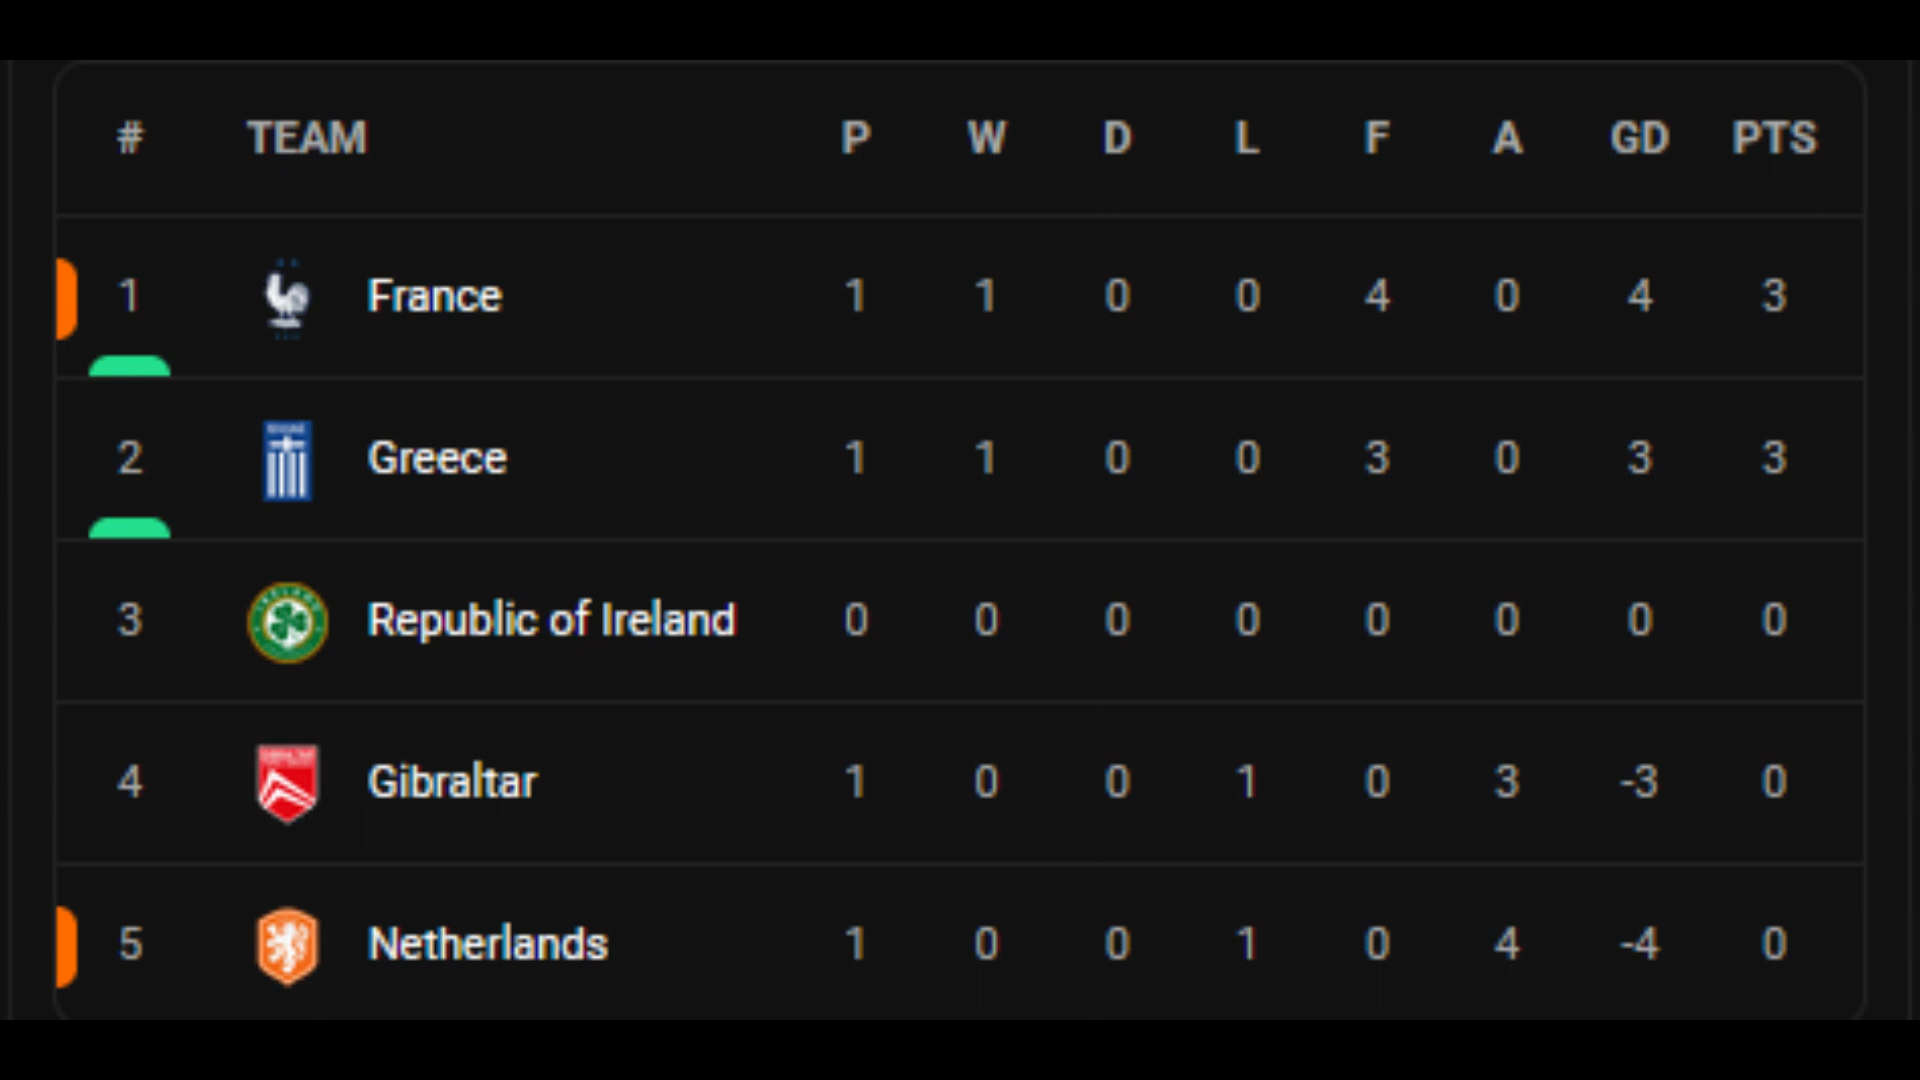 # TEAM P W D L F A GD PTS
1 France 1 1 0 0 4 0 4 3
2 Greece 1 1 0 0 3 0 3 3
3 Republic of Ireland 0 0 0 0 0 0 0 0
4 Gibraltar 1 0 0 1 0 3 -3 0
5 Netherlands 1 0 0 1 0 4 -4 0